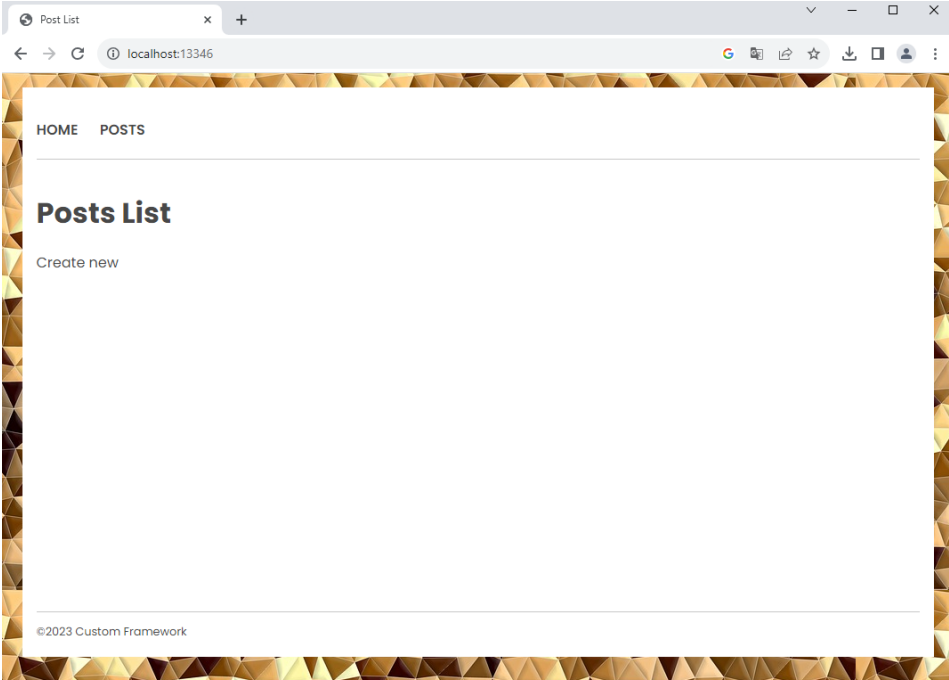 Post List
localhost:13346
HOME POSTS
Posts List
Create new
©2023 Custom Framework